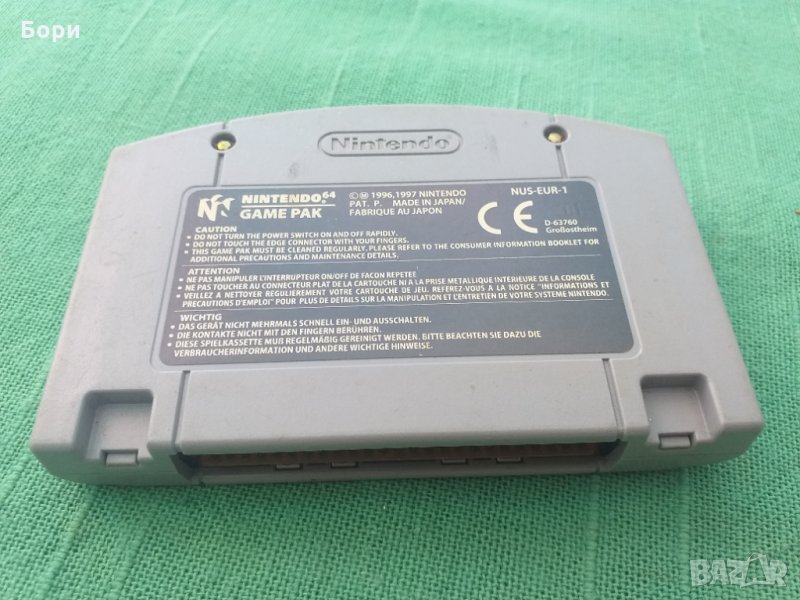 Бори
Nintendo
NINTENDO 64
GAME PAK
©Ⓜ 1996,1997 NINTENDO
PAT. P. MADE IN JAPAN/
FABRIQUE AU JAPON
NUS-EUR-1
CE
D-63760
Großostheim
CAUTION
• DO NOT TURN THE POWER SWITCH ON AND OFF RAPIDLY.
• DO NOT TOUCH THE EDGE CONNECTOR WITH YOUR FINGERS.
• THIS GAME PAK MUST BE CLEANED REGULARLY. PLEASE REFER TO THE CONSUMER INFORMATION BOOKLET FOR
ADDITIONAL PRECAUTIONS AND MAINTENANCE DETAILS.
ATTENTION
• NE PAS MANIPULER L'INTERRUPTEUR ON/OFF DE FACON REPETEE
• NE PAS TOUCHER AU CONNECTEUR PLAT DE LA CARTOUCHE NI A LA PRISE METALLIQUE INTERIEURE DE LA CONSOLE
• VEILLEZ A NETTOYER REGULIEREMENT VOTRE CARTOUCHE DE JEU. REFEREZ-VOUS A LA NOTICE "INFORMATIONS ET
PRECAUTIONS D'EMPLOI" POUR PLUS DE DETAILS SUR LA MANIPULATION ET L'ENTRETIEN DE VOTRE SYSTEME NINTENDO.
WICHTIG
• DAS GERÄT NICHT MEHRMALS SCHNELL EIN- UND AUSSCHALTEN.
• DIE KONTAKTE NICHT MIT DEN FINGERN BERÜHREN.
• DIESE SPIELKASSETTE MUß REGELMÄßIG GEREINIGT WERDEN. BITTE BEACHTEN SIE DAZU DIE
VERBRAUCHERINFORMATION UND ANDERE WICHTIGE HINWEISE.
BAZAR